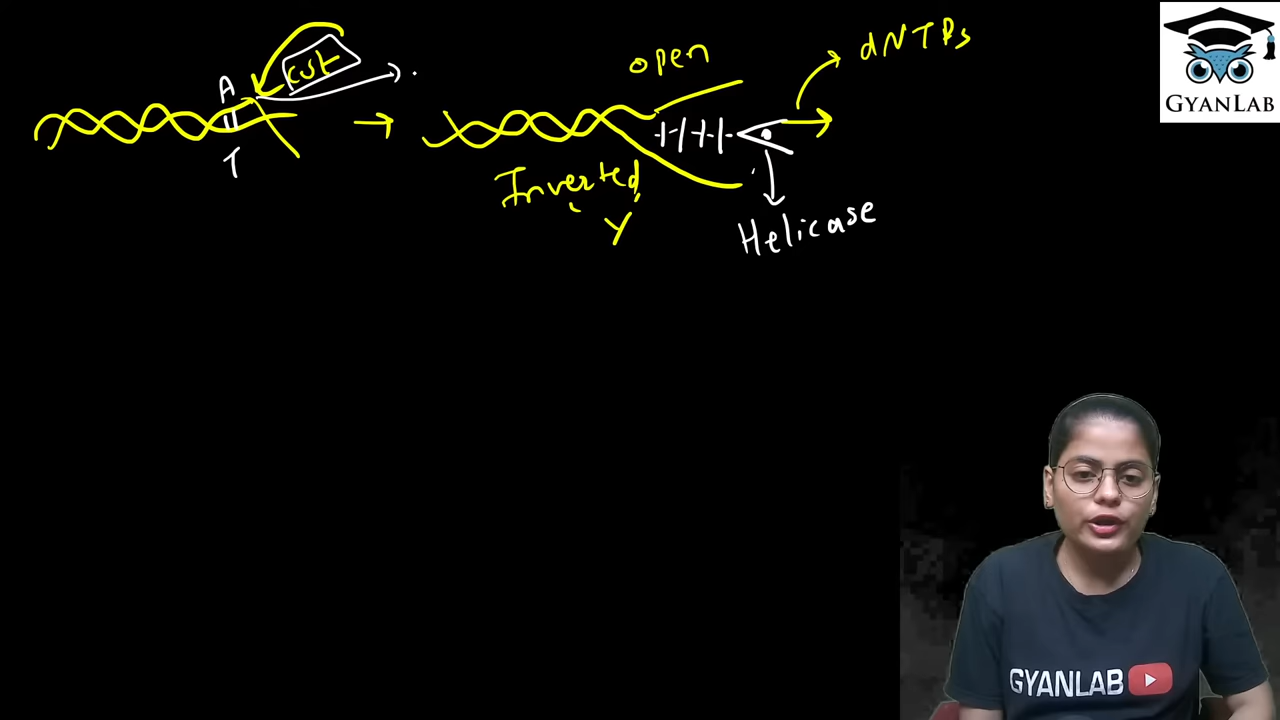 cut
A
T
open
dNTPs
Inverted
Y
Helicase
GYANLAB
GYANLAB